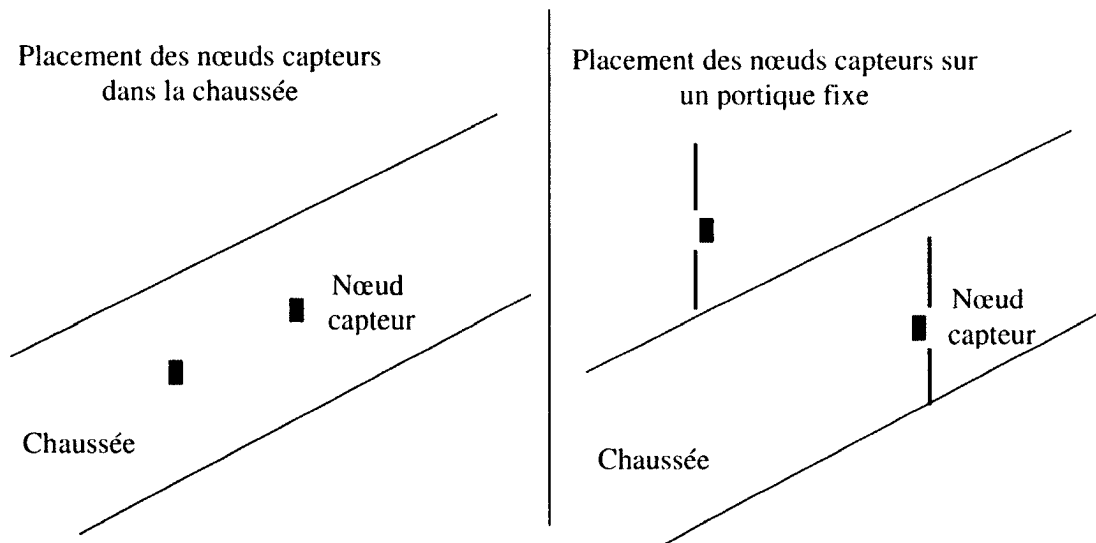 Placement des nœuds capteurs
dans la chaussée
Nœud
capteur
Chaussée
Placement des nœuds capteurs sur
un portique fixe
Nœud
capteur
Chaussée